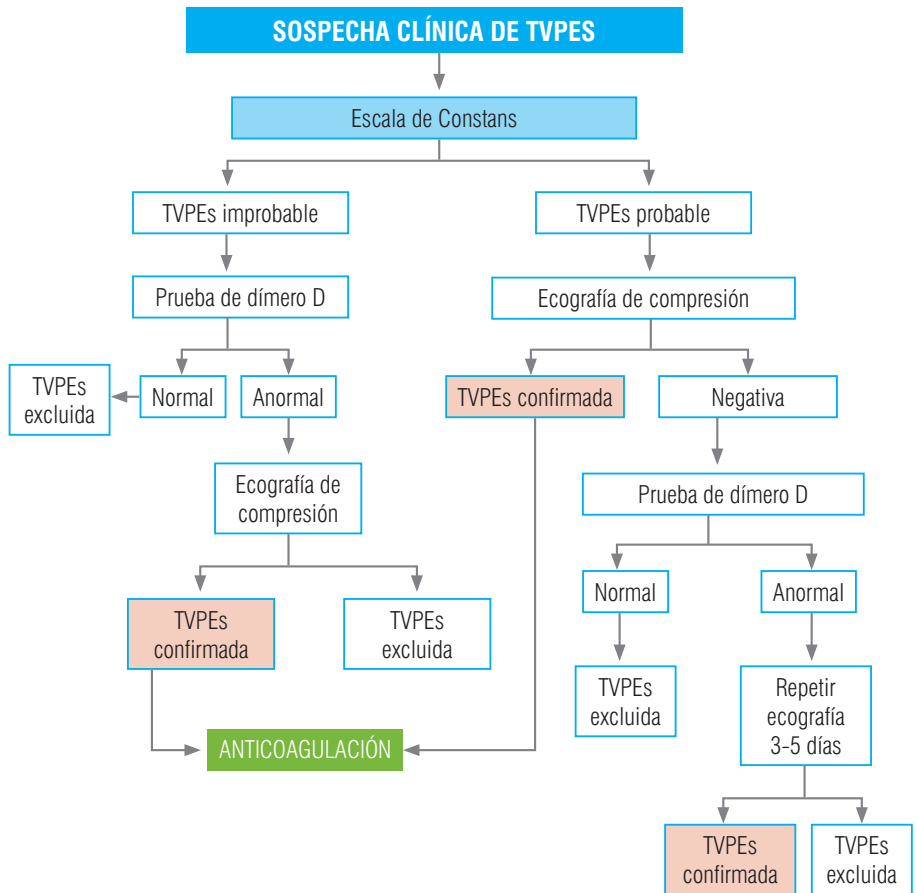 SOSPECHA CLÍNICA DE TVPES
Escala de Constans
TVPEs improbable
TVPEs probable
Prueba de dímero D
Ecografía de compresión
TVPEs
excluida
Normal
Anormal
TVPEs confirmada
Negativa
Ecografía de
compresión
Prueba de dímero D
TVPEs
confirmada
TVPEs
excluida
Normal
Anormal
TVPEs
excluida
Repetir
ecografía
3-5 días
ANTICOAGULACIÓN
TVPEs
confirmada
TVPEs
excluida